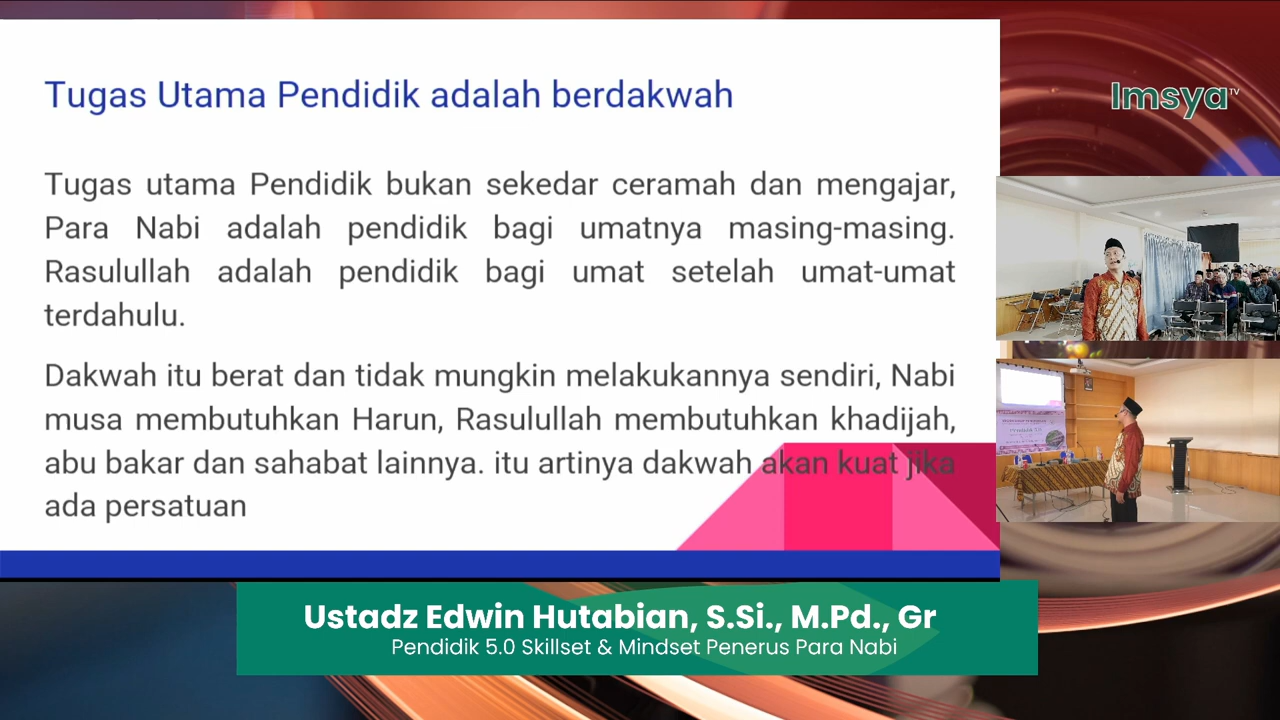 Tugas Utama Pendidik adalah berdakwah
Imsya TV
Tugas utama Pendidik bukan sekedar ceramah dan mengajar,
Para Nabi adalah pendidik bagi umatnya masing-masing.
Rasulullah adalah pendidik bagi umat setelah umat-umat
terdahulu.
Dakwah itu berat dan tidak mungkin melakukannya sendiri, Nabi
musa membutuhkan Harun, Rasulullah membutuhkan khadijah,
abu bakar dan sahabat lainnya. itu artinya dakwah akan kuat jika
ada persatuan
Ustadz Edwin Hutabian, S.Si., M.Pd., Gr
Pendidik 5.0 Skillset & Mindset Penerus Para Nabi